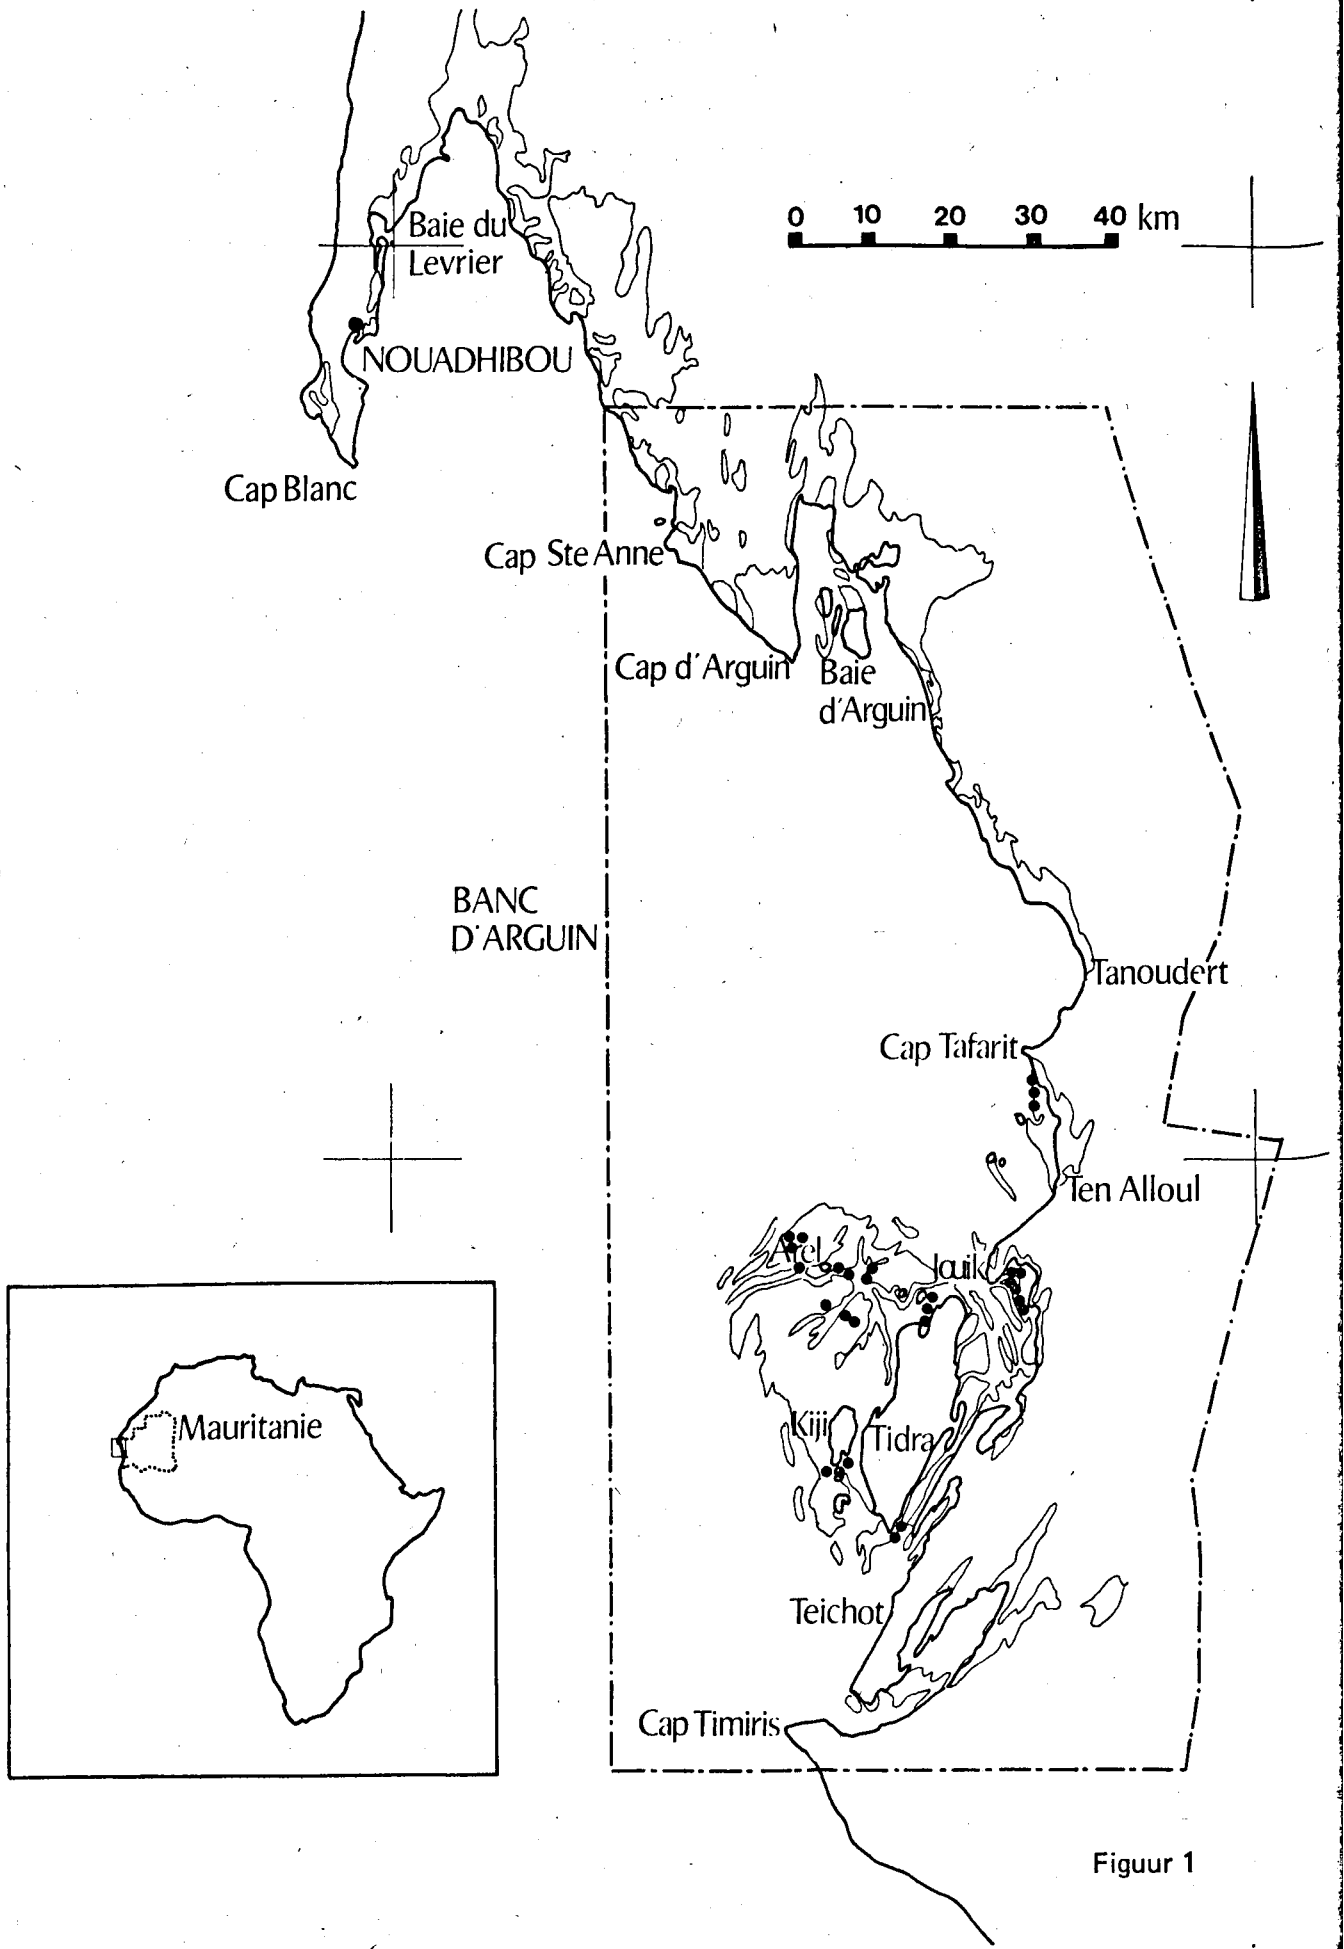 0 10 20 30 40 km
Baie du
Levrier
NOUADHIBOU
Cap Blanc
Cap Ste Anne
Cap d'Arguin
Baie
d'Arguin
BANC
D'ARGUIN
Tanoudert
Cap Tafarit
Ten Alloul
Arel
Iouik
Kiji
Tidra
Mauritanie
Teichot
Cap Timiris
Figuur 1